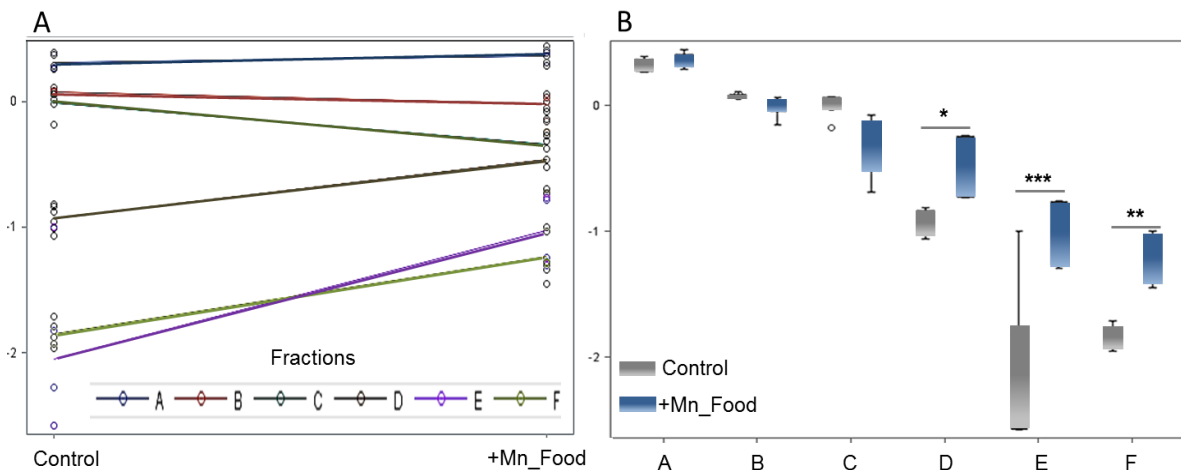 A
0
-1
-2
Fractions
A B C D E F
Control +Mn_Food
B
0
-1
-2
*
***
**
Control
+Mn_Food
A B C D E F